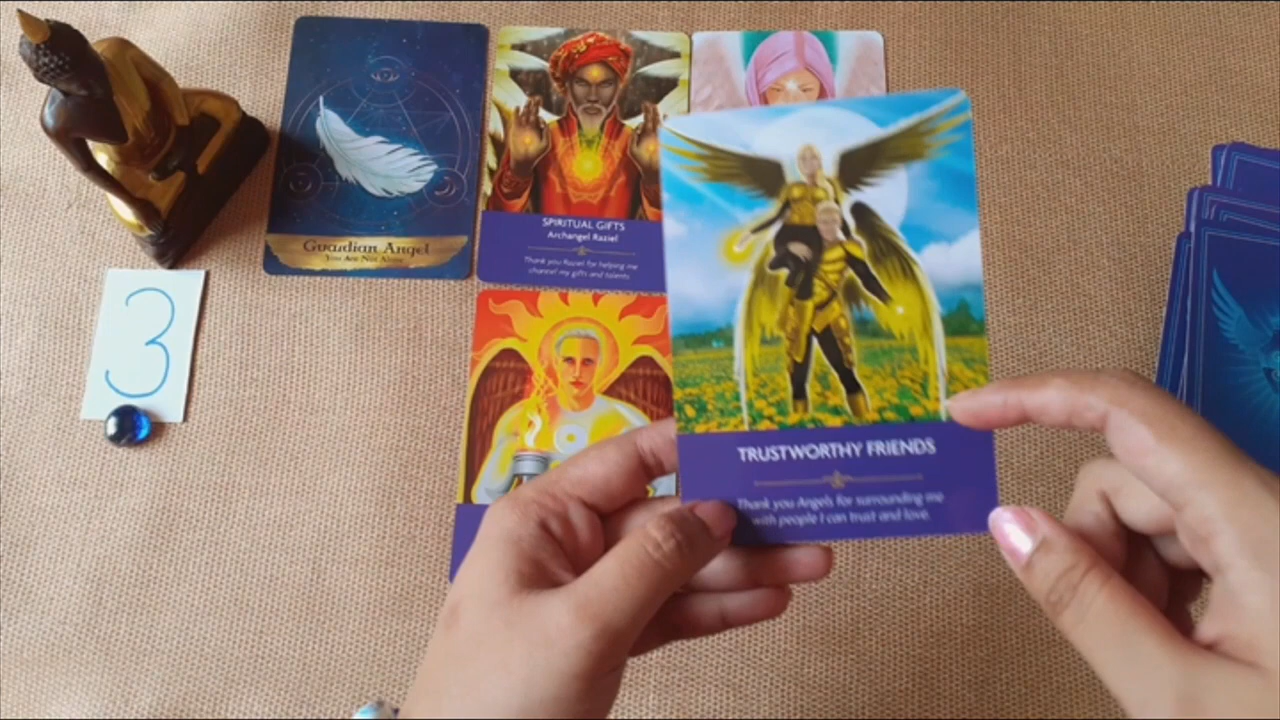 Guardian Angel
You Are Not Alone
SPIRITUAL GIFTS
Archangel Raziel
Thank you Raziel for helping me
channel my gifts and talents
3
TRUSTWORTHY FRIENDS
Thank you Angels for surrounding me
with people I can trust and love.